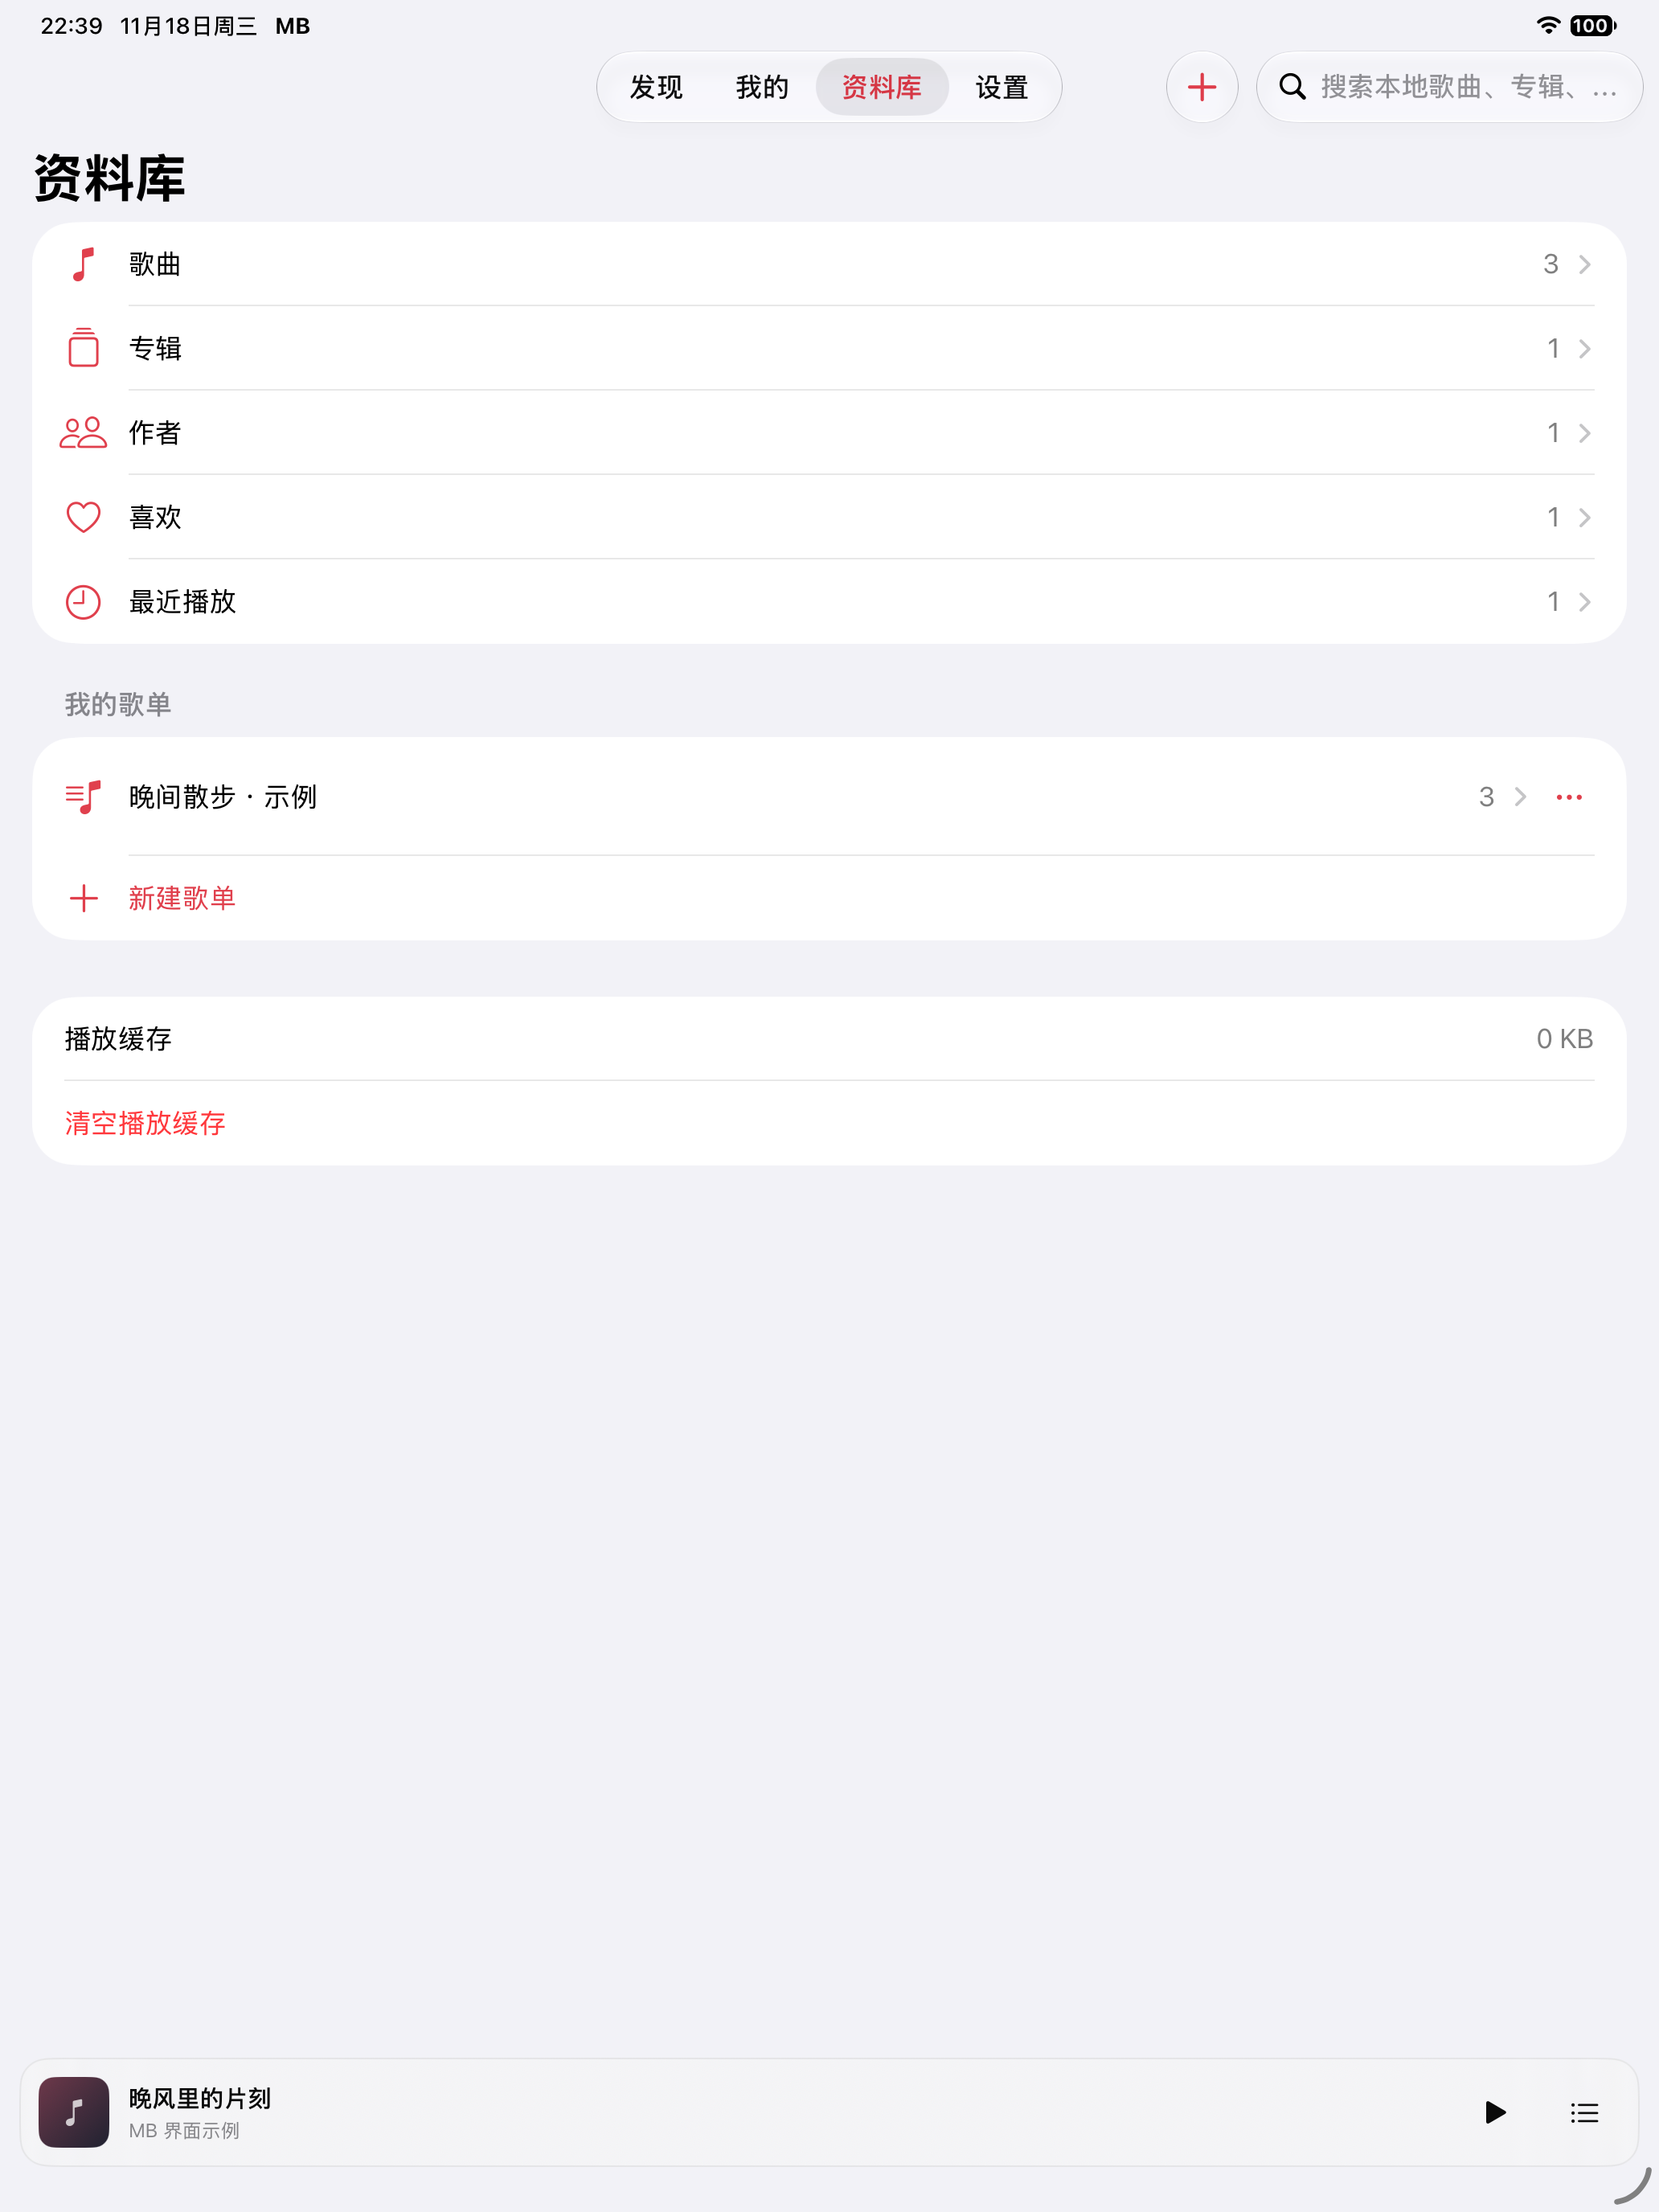 22:39 11月18日周三 MB 100
发现 我的 资料库 设置 搜索本地歌曲、专辑、...
资料库
歌曲 3
专辑 1
作者 1
喜欢 1
最近播放 1
我的歌单
晚间散步 · 示例 3
新建歌单
播放缓存 0 KB
清空播放缓存
晚风里的片刻
MB 界面示例